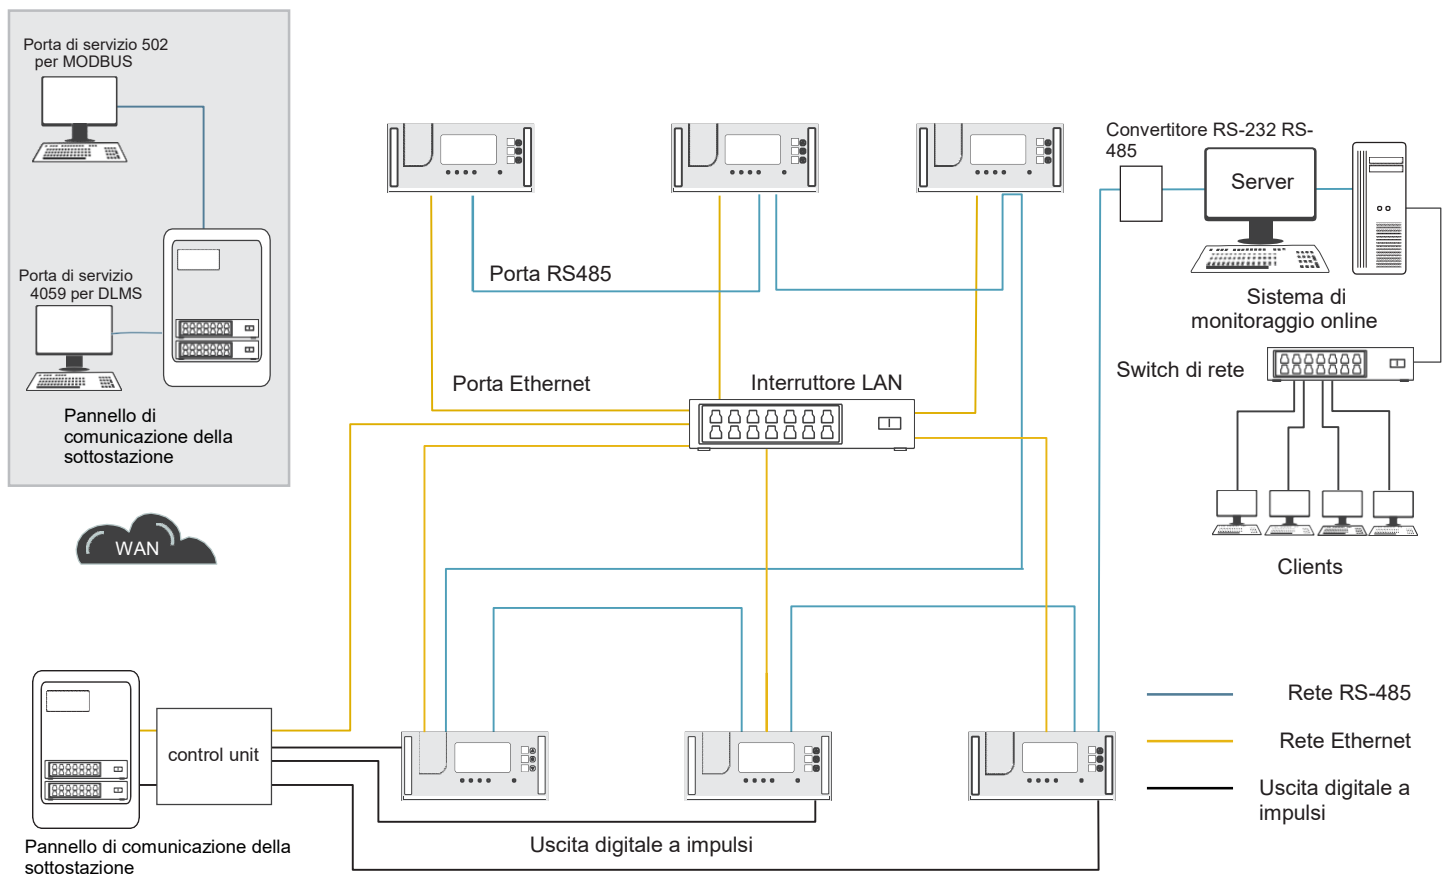 Porta di servizio 502
per MODBUS
Porta di servizio
4059 per DLMS
Pannello di
comunicazione della
sottostazione
WAN
Porta RS485
Porta Ethernet
Interruttore LAN
Convertitore RS-232 RS-
485
Server
Sistema di
monitoraggio online
Switch di rete
Clients
control unit
Pannello di comunicazione della
sottostazione
Uscita digitale a impulsi
Rete RS-485
Rete Ethernet
Uscita digitale a
impulsi